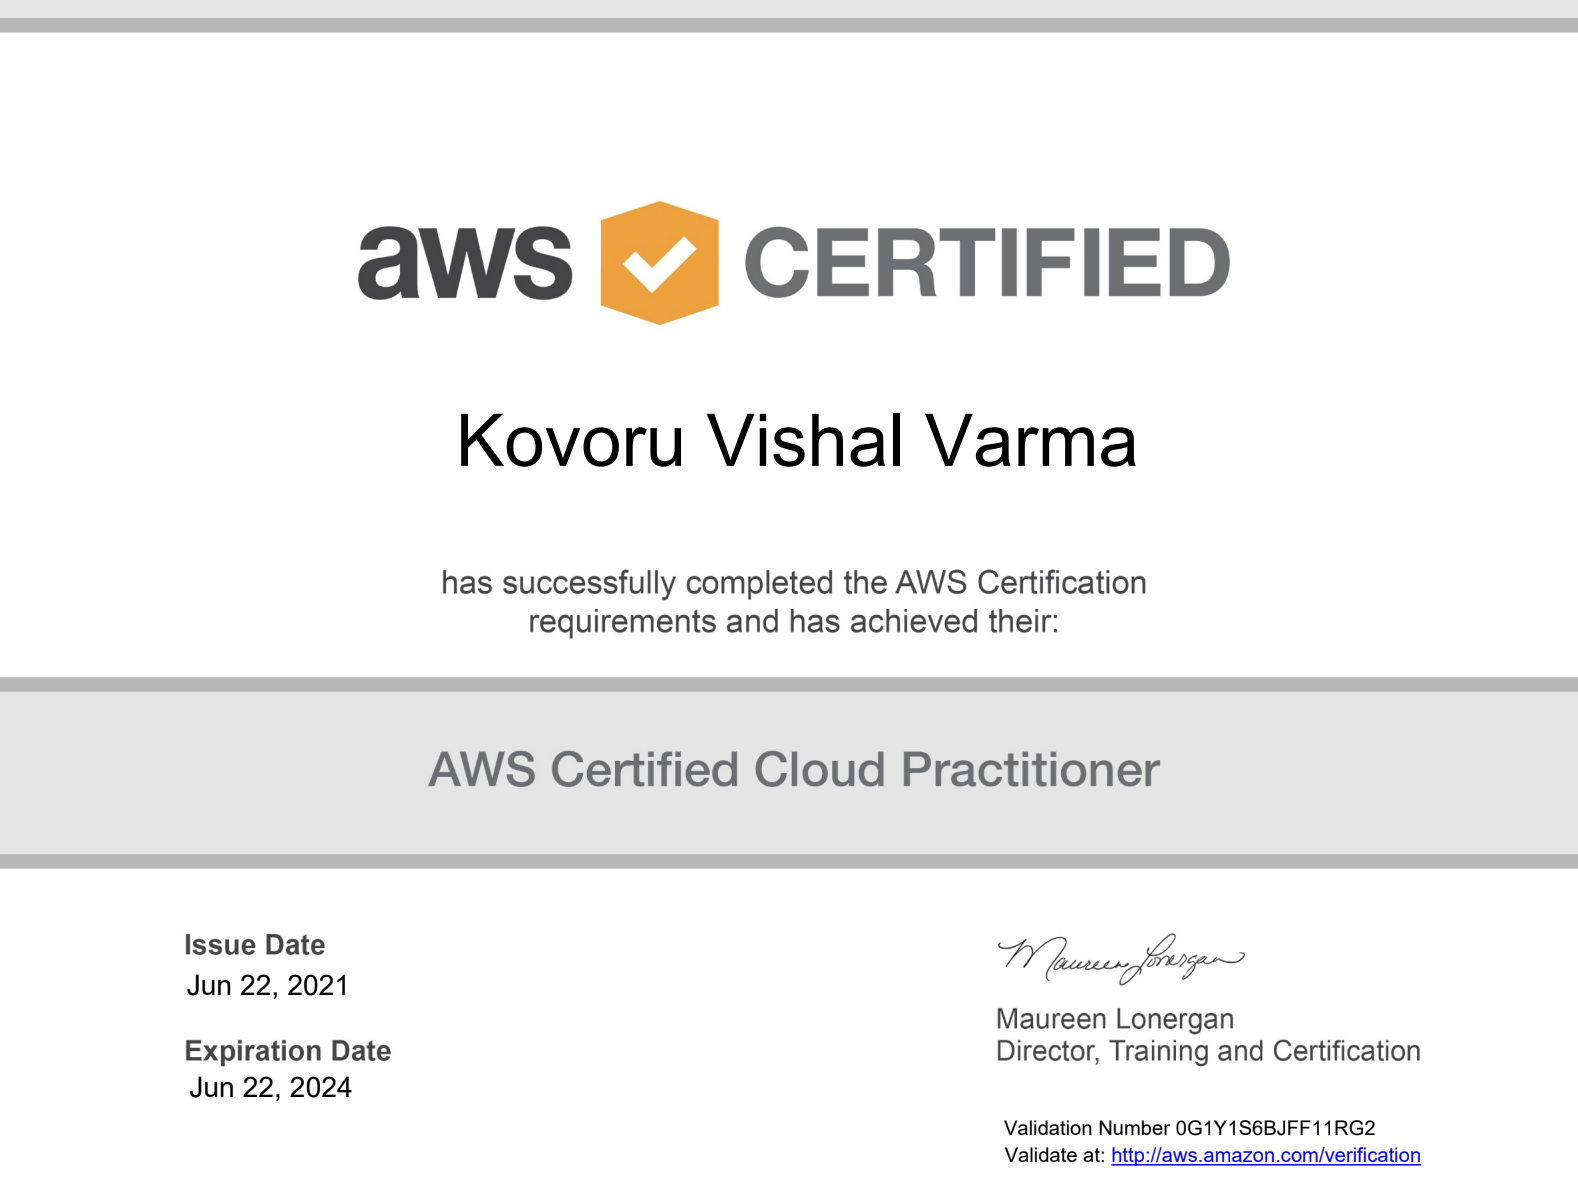 aws CERTIFIED
Kovoru Vishal Varma
has successfully completed the AWS Certification
requirements and has achieved their:
AWS Certified Cloud Practitioner
Issue Date
Jun 22, 2021
Expiration Date
Jun 22, 2024
Maureen Lonergan
Maureen Lonergan
Director, Training and Certification
Validation Number 0G1Y1S6BJFF11RG2
Validate at: http://aws.amazon.com/verification